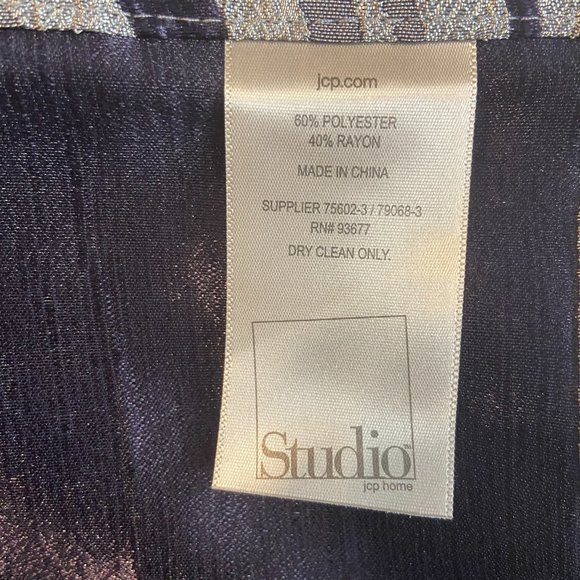 jcp.com
60% POLYESTER
40% RAYON
MADE IN CHINA
SUPPLIER 75602-3 / 79068-3
RN# 93677
DRY CLEAN ONLY.
Studio™
jcp home